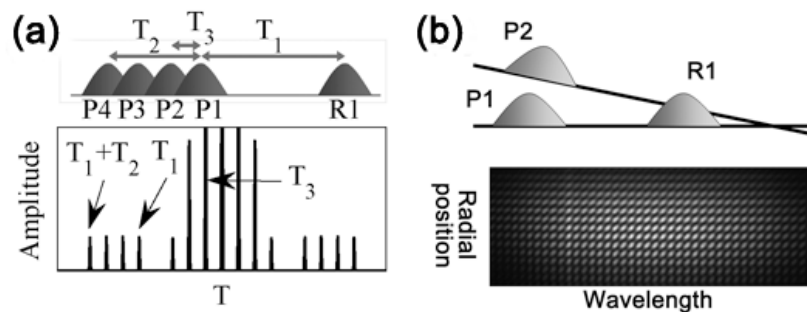 (a)
T₂ T₃ T₁
P4 P3 P2 P1 R1
T₁+T₂ T₁
T₃
Amplitude
T
(b)
P2
P1 R1
Radial position
Wavelength